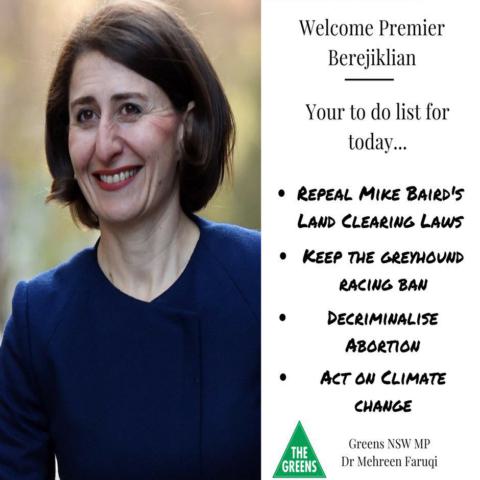 Welcome Premier
Berejiklian
Your to do list for
today...
• Repeal Mike Baird's
Land Clearing Laws
• Keep the greyhound
racing ban
• Decriminalise
Abortion
• Act on Climate
change
THE
GREENS
Greens NSW MP
Dr Mehreen Faruqi